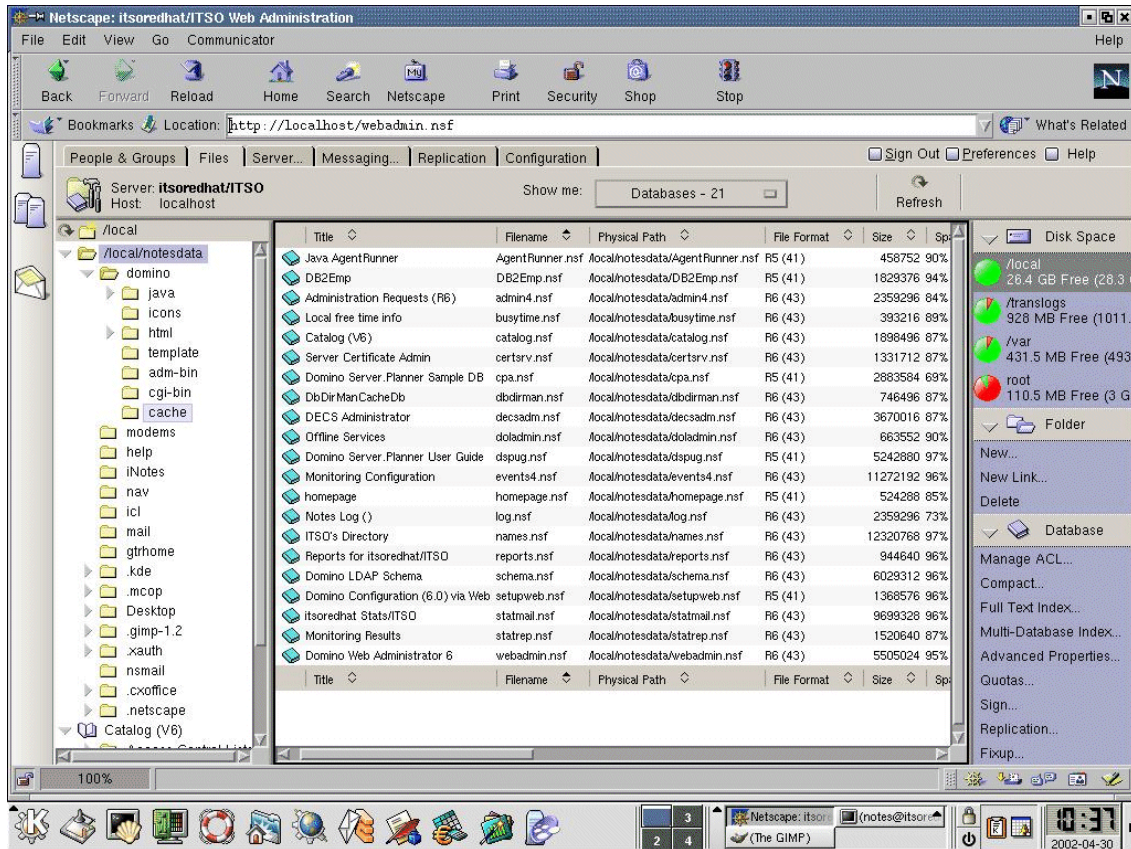 Netscape: itsoredhat/ITSO Web Administration
File Edit View Go Communicator Help
Back Forward Reload Home Search Netscape Print Security Shop Stop
My
N
Bookmarks Location: http://localhost/webadmin.nsf What's Related
People & Groups Files Server... Messaging... Replication Configuration Sign Out Preferences Help
Server: itsoredhat/ITSO
Host: localhost
Show me: Databases - 21
Refresh
/local
/local/notesdata
domino
java
icons
html
template
adm-bin
cgi-bin
cache
modems
help
iNotes
nav
icl
mail
gtrhome
.kde
.mcop
Desktop
.gimp-1.2
.xauth
nsmail
.cxoffice
.netscape
Catalog (V6)
Title Filename Physical Path File Format Size Spa
Java AgentRunner AgentRunner.nsf /local/notesdata/AgentRunner.nsf R5 (41) 458752 90%
DB2Emp DB2Emp.nsf /local/notesdata/DB2Emp.nsf R5 (41) 1829376 94%
Administration Requests (R6) admin4.nsf /local/notesdata/admin4.nsf R6 (43) 2359296 84%
Local free time info busytime.nsf /local/notesdata/busytime.nsf R6 (43) 393216 89%
Catalog (V6) catalog.nsf /local/notesdata/catalog.nsf R6 (43) 1898496 87%
Server Certificate Admin certsrv.nsf /local/notesdata/certsrv.nsf R6 (43) 1331712 87%
Domino Server.Planner Sample DB cpa.nsf /local/notesdata/cpa.nsf R5 (41) 2883584 69%
DbDirManCacheDb dbdirman.nsf /local/notesdata/dbdirman.nsf R6 (43) 746496 87%
DECS Administrator decsadm.nsf /local/notesdata/decsadm.nsf R6 (43) 3670016 87%
Offline Services doladmin.nsf /local/notesdata/doladmin.nsf R6 (43) 663552 90%
Domino Server.Planner User Guide dspug.nsf /local/notesdata/dspug.nsf R5 (41) 5242880 97%
Monitoring Configuration events4.nsf /local/notesdata/events4.nsf R6 (43) 11272192 96%
homepage homepage.nsf /local/notesdata/homepage.nsf R5 (41) 524288 85%
Notes Log () log.nsf /local/notesdata/log.nsf R6 (43) 2359296 73%
ITSO's Directory names.nsf /local/notesdata/names.nsf R6 (43) 12320768 97%
Reports for itsoredhat/ITSO reports.nsf /local/notesdata/reports.nsf R6 (43) 944640 96%
Domino LDAP Schema schema.nsf /local/notesdata/schema.nsf R6 (43) 6029312 96%
Domino Configuration (6.0) via Web setupweb.nsf /local/notesdata/setupweb.nsf R5 (41) 1368576 96%
itsoredhat Stats/ITSO statmail.nsf /local/notesdata/statmail.nsf R6 (43) 9699328 96%
Monitoring Results statrep.nsf /local/notesdata/statrep.nsf R6 (43) 1520640 87%
Domino Web Administrator 6 webadmin.nsf /local/notesdata/webadmin.nsf R6 (43) 5505024 95%
Title Filename Physical Path File Format Size Spa
Disk Space
/local
26.4 GB Free (28.3
/translogs
928 MB Free (1011.
/var
431.5 MB Free (493
root
110.5 MB Free (3 G
Folder
New...
New Link...
Delete
Database
Manage ACL...
Compact...
Full Text Index...
Multi-Database Index...
Advanced Properties...
Quotas...
Sign...
Replication...
Fixup...
100%
3
2 4
Netscape: itsore
(The GIMP)
(notes@itsore
10:37
2002-04-30